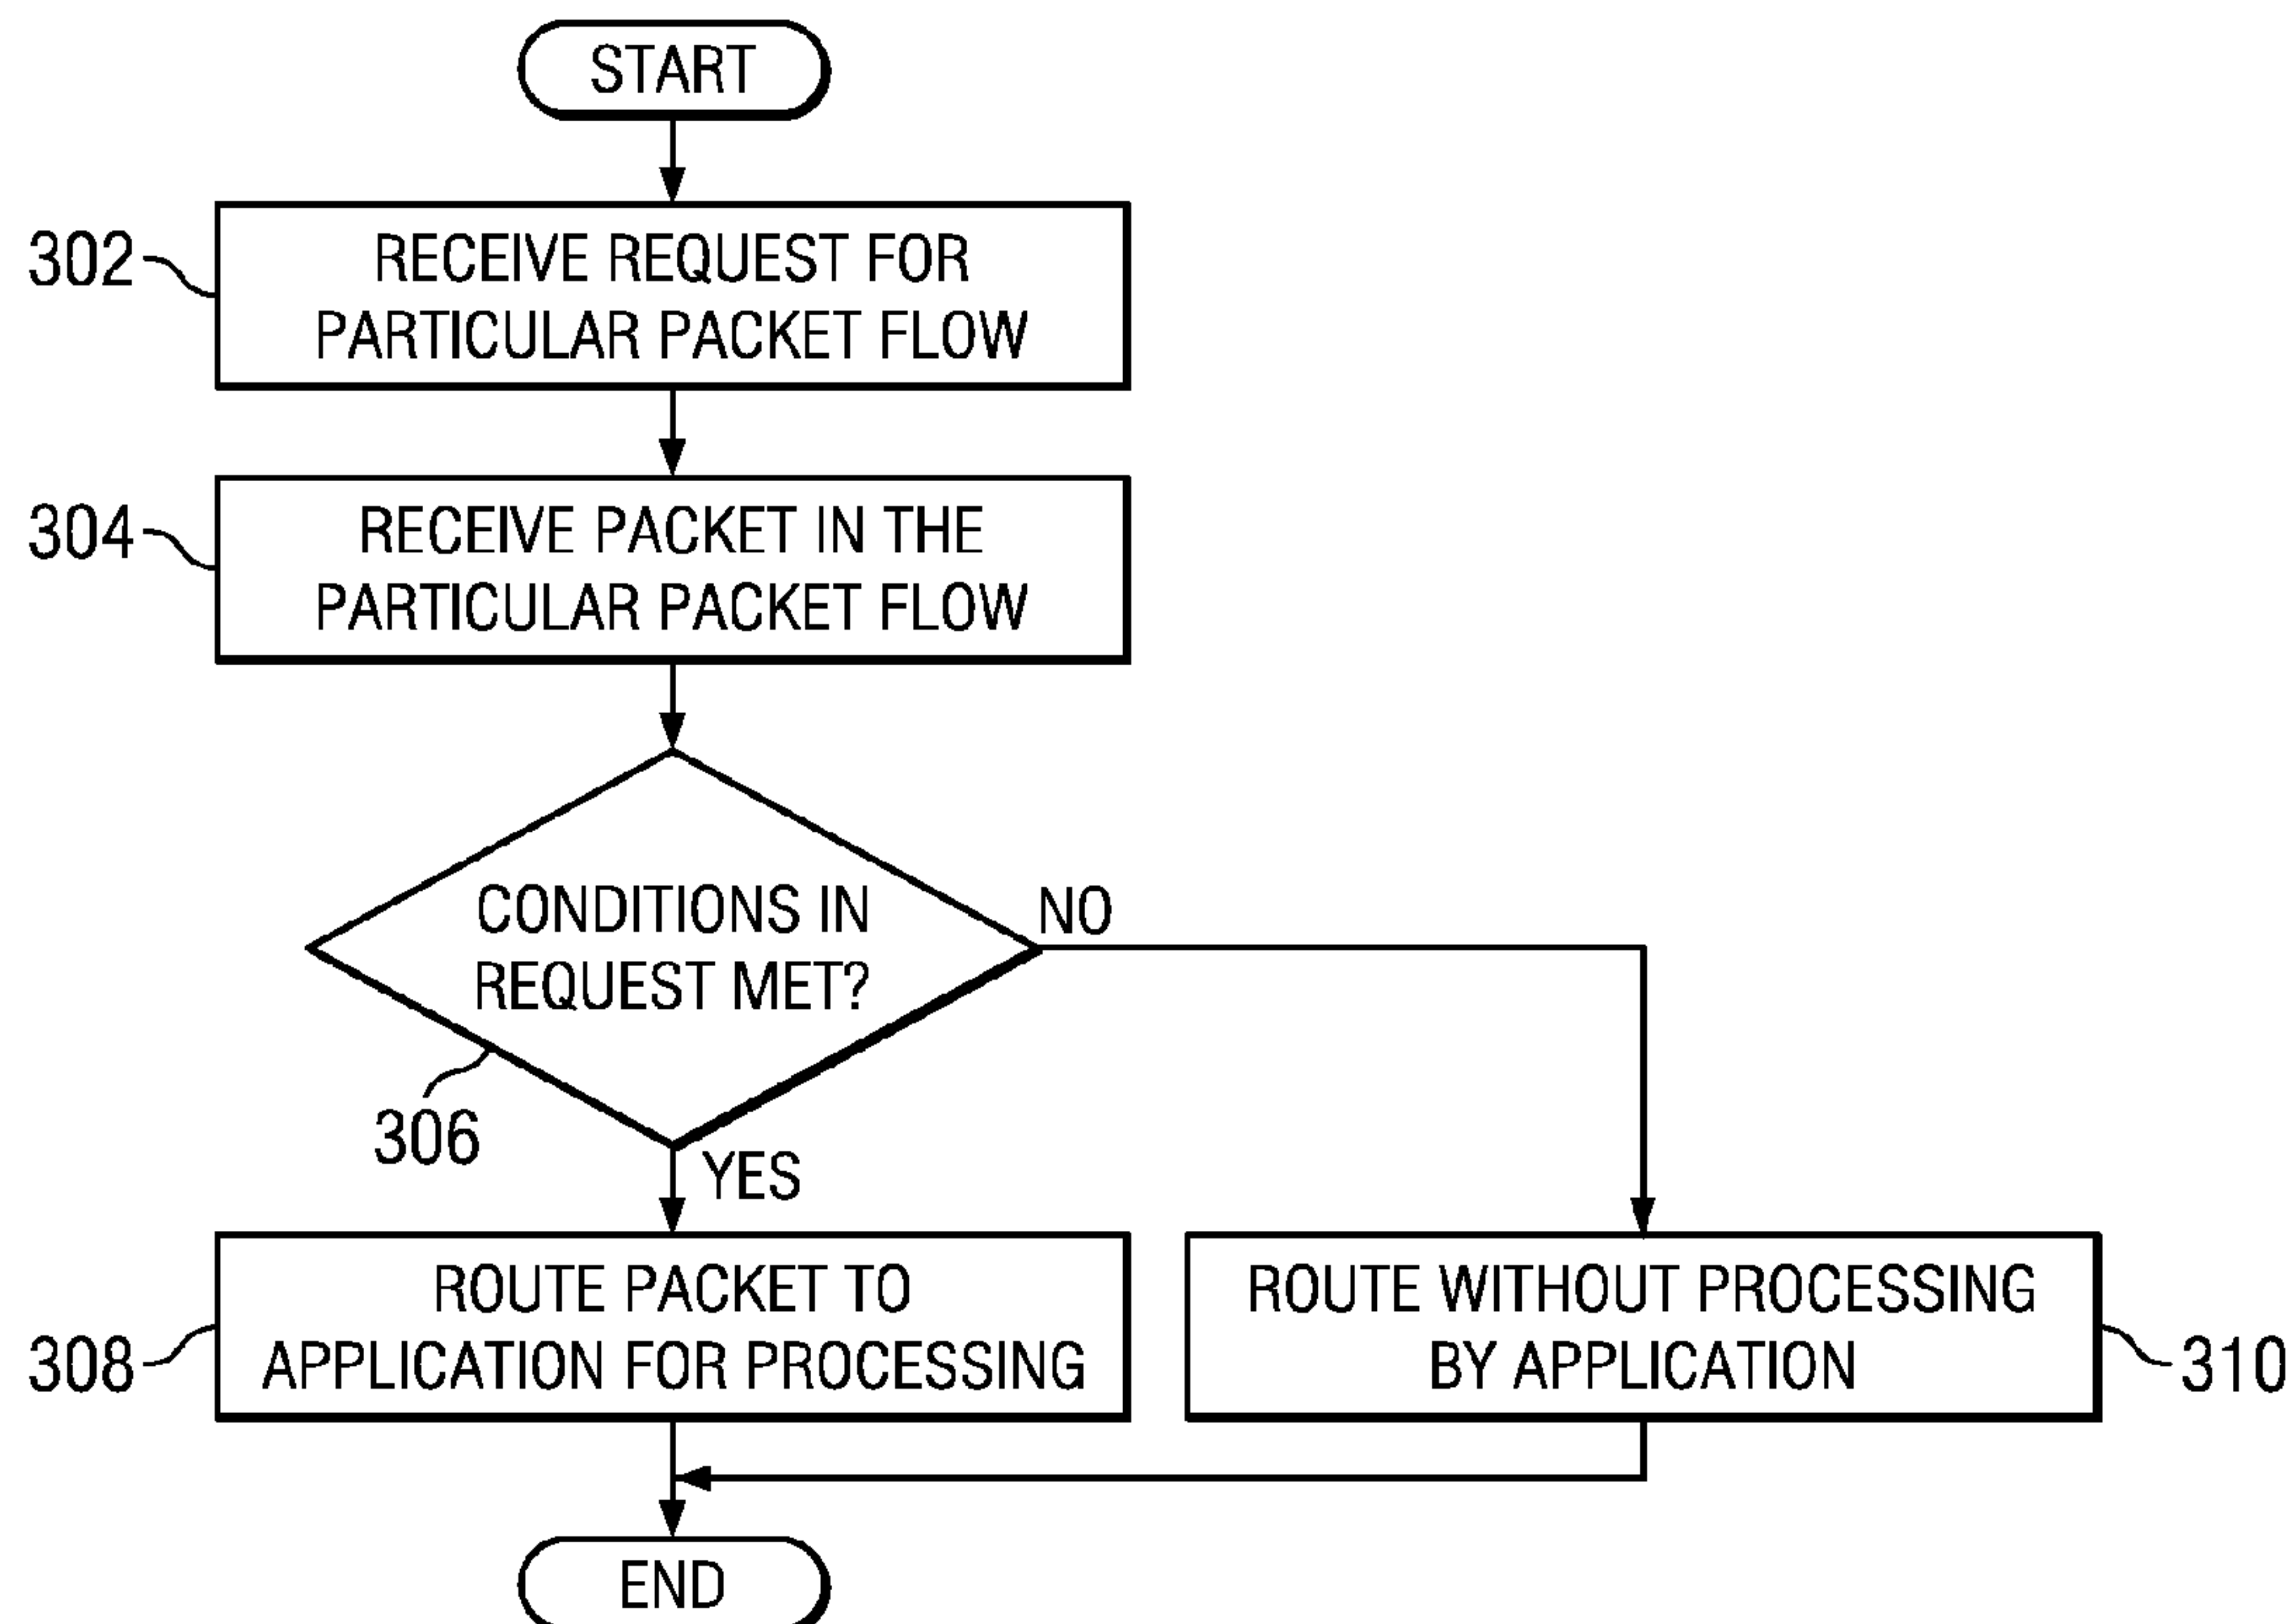 START
302
RECEIVE REQUEST FOR
PARTICULAR PACKET FLOW
304
RECEIVE PACKET IN THE
PARTICULAR PACKET FLOW
CONDITIONS IN
REQUEST MET?
NO
306
YES
308
ROUTE PACKET TO
APPLICATION FOR PROCESSING
ROUTE WITHOUT PROCESSING
BY APPLICATION
310
END